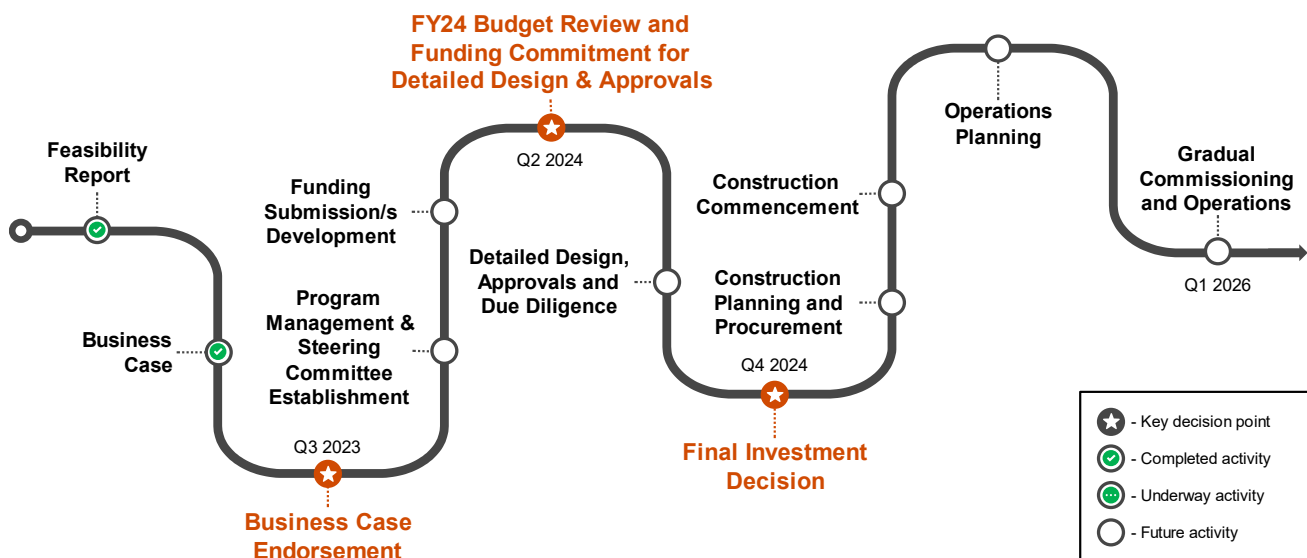 FY24 Budget Review and
Funding Commitment for
Detailed Design & Approvals
Q2 2024
Feasibility
Report
Business
Case
Q3 2023
Business Case
Endorsement
Funding
Submission/s
Development
Program
Management &
Steering
Committee
Establishment
Detailed Design,
Approvals and
Due Diligence
Q4 2024
Final Investment
Decision
Construction
Commencement
Construction
Planning and
Procurement
Operations
Planning
Gradual
Commissioning
and Operations
Q1 2026
- Key decision point
- Completed activity
- Underway activity
- Future activity